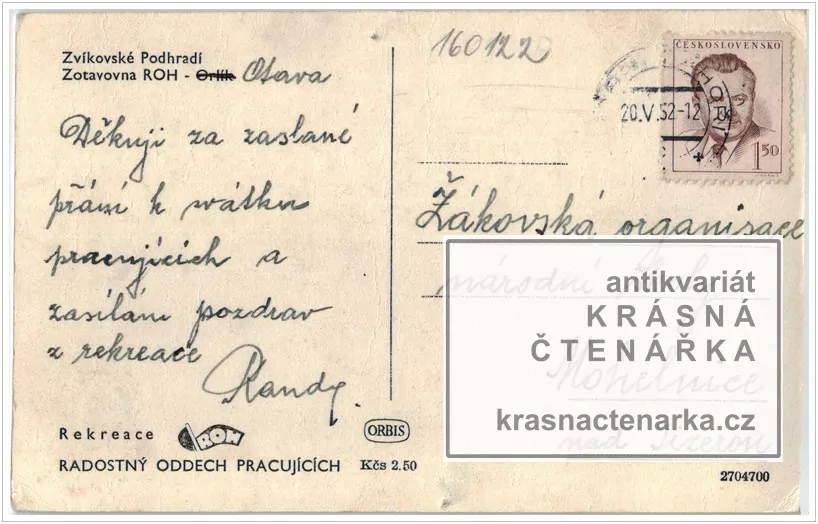 Zvíkovské Podhradí
Zotavovna ROH - Orlík Otava
Děkuji za zaslané
přání k svátku
pracujících a
zasílám pozdrav
z rekreace
Rekreace ROH
RADOSTNÝ ODDECH PRACUJÍCÍCH
ORBIS
Kčs 2.50
160122
ČESKOSLOVENSKO
1 50
20.V.52-12
Žákovská organisace
národní školy
Mohelnice
nad Jizerou
antikvariát
KRÁSNÁ
ČTENÁŘKA
krasnactenarka.cz
2704700